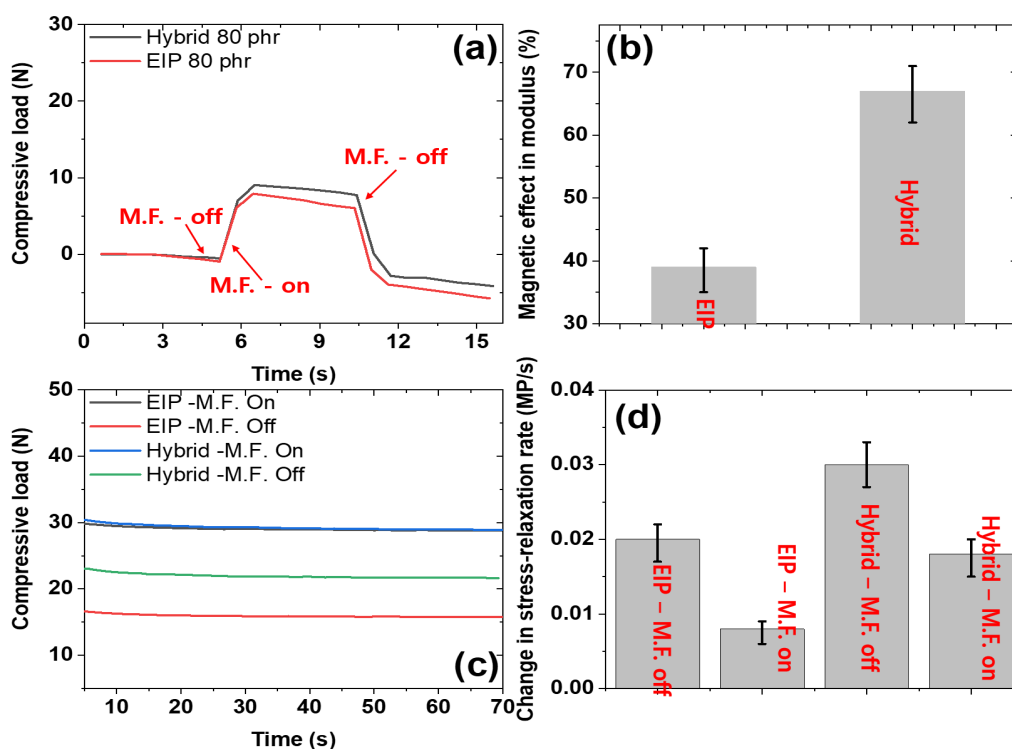 (a)
Hybrid 80 phr
EIP 80 phr
M.F. - off
M.F. - off
M.F. - on
Compressive load (N)
30
20
10
0
0
3
6
9
12
15
Time (s)
(b)
Magnetic effect in modulus (%)
70
60
50
40
30
EIP
Hybrid
(c)
EIP -M.F. On
EIP -M.F. Off
Hybrid -M.F. On
Hybrid -M.F. Off
Compressive load (N)
50
40
30
20
10
10
20
30
40
50
60
70
Time (s)
(d)
Change in stress-relaxation rate (MP/s)
0.04
0.03
0.02
0.01
0.00
EIP – M.F. off
EIP – M.F. on
Hybrid – M.F. off
Hybrid – M.F. on